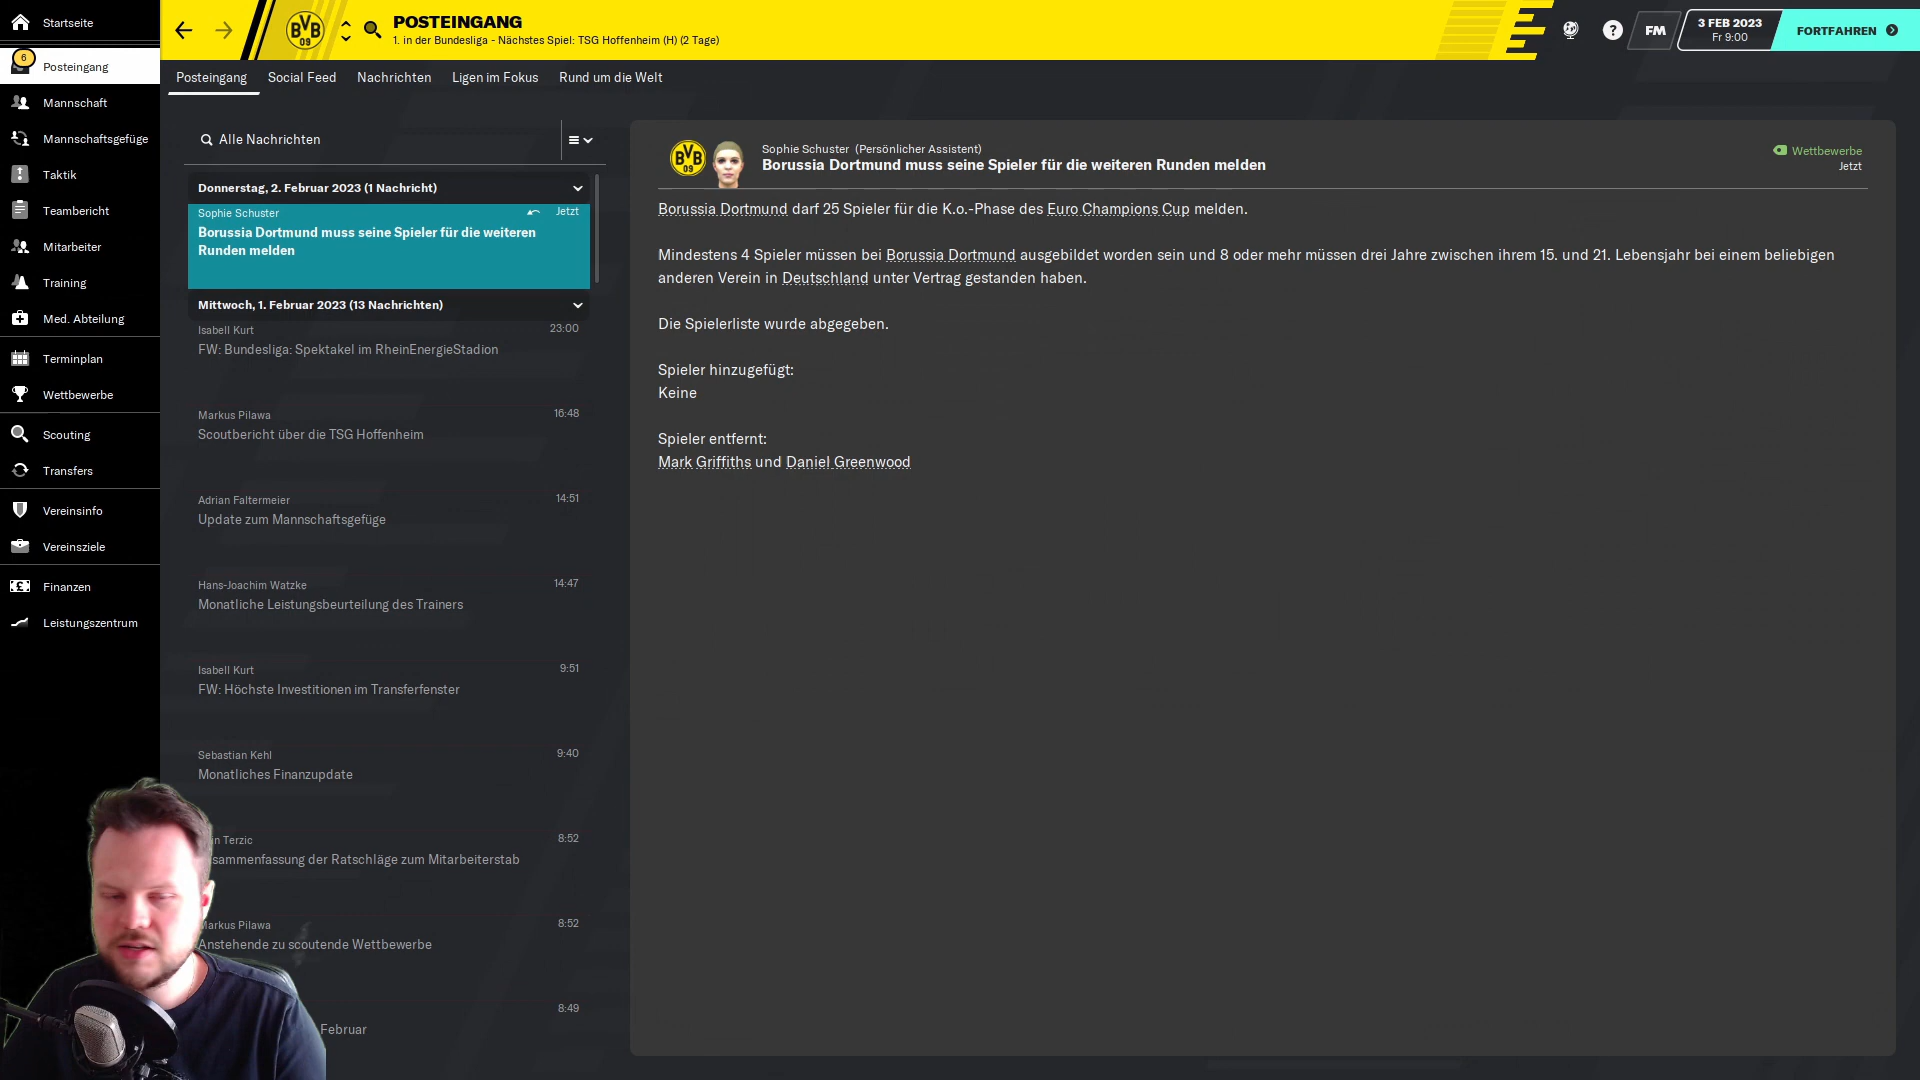 Startseite
6
Posteingang
Mannschaft
Mannschaftsgefüge
Taktik
Teambericht
Mitarbeiter
Training
Med. Abteilung
Terminplan
Wettbewerbe
Scouting
Transfers
Vereinsinfo
Vereinsziele
Finanzen
Leistungszentrum
BVB
09
POSTEINGANG
1. in der Bundesliga - Nächstes Spiel: TSG Hoffenheim (H) (2 Tage)
?
FM
3 FEB 2023
Fr 9:00
FORTFAHREN
Posteingang
Social Feed
Nachrichten
Ligen im Fokus
Rund um die Welt
Alle Nachrichten
Donnerstag, 2. Februar 2023 (1 Nachricht)
Sophie Schuster
Jetzt
Borussia Dortmund muss seine Spieler für die weiteren
Runden melden
Mittwoch, 1. Februar 2023 (13 Nachrichten)
Isabell Kurt
23:00
FW: Bundesliga: Spektakel im RheinEnergieStadion
Markus Pilawa
16:48
Scoutbericht über die TSG Hoffenheim
Adrian Faltermeier
14:51
Update zum Mannschaftsgefüge
Hans-Joachim Watzke
14:47
Monatliche Leistungsbeurteilung des Trainers
Isabell Kurt
9:51
FW: Höchste Investitionen im Transferfenster
Sebastian Kehl
9:40
Monatliches Finanzupdate
Terzic
8:52
der Ratschläge zum Mitarbeiterstab
Markus Pilawa
8:52
Anstehende zu scoutende Wettbewerbe
8:49
Februar
BVB
09
Sophie Schuster (Persönlicher Assistent)
Borussia Dortmund muss seine Spieler für die weiteren Runden melden
Wettbewerbe
Jetzt
Borussia Dortmund darf 25 Spieler für die K.o.-Phase des Euro Champions Cup melden.
Mindestens 4 Spieler müssen bei Borussia Dortmund ausgebildet worden sein und 8 oder mehr müssen drei Jahre zwischen ihrem 15. und 21. Lebensjahr bei einem beliebigen
anderen Verein in Deutschland unter Vertrag gestanden haben.
Die Spielerliste wurde abgegeben.
Spieler hinzugefügt:
Keine
Spieler entfernt:
Mark Griffiths und Daniel Greenwood